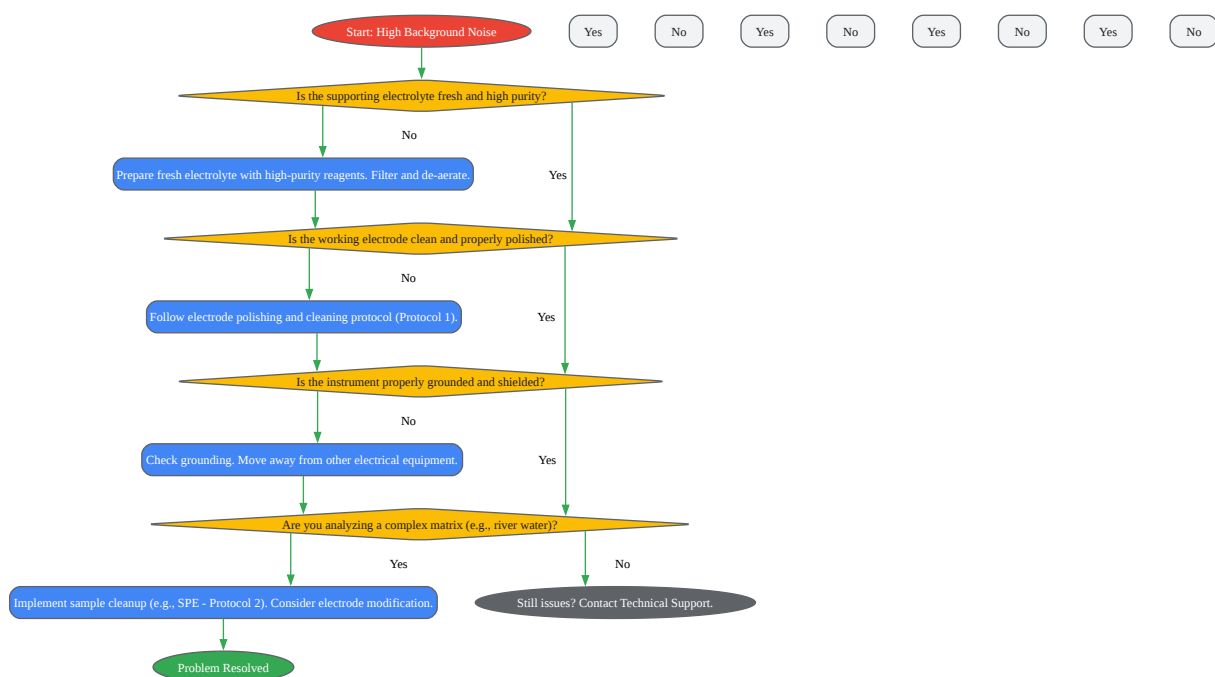 Start: High Background Noise
Yes
No
Yes
No
Yes
No
Yes
No
Is the supporting electrolyte fresh and high purity?
No
Prepare fresh electrolyte with high-purity reagents. Filter and de-aerate.
Yes
Is the working electrode clean and properly polished?
No
Follow electrode polishing and cleaning protocol (Protocol 1).
Yes
Is the instrument properly grounded and shielded?
No
Check grounding. Move away from other electrical equipment.
Yes
Are you analyzing a complex matrix (e.g., river water)?
Yes
No
Implement sample cleanup (e.g., SPE - Protocol 2). Consider electrode modification.
Still issues? Contact Technical Support.
Problem Resolved